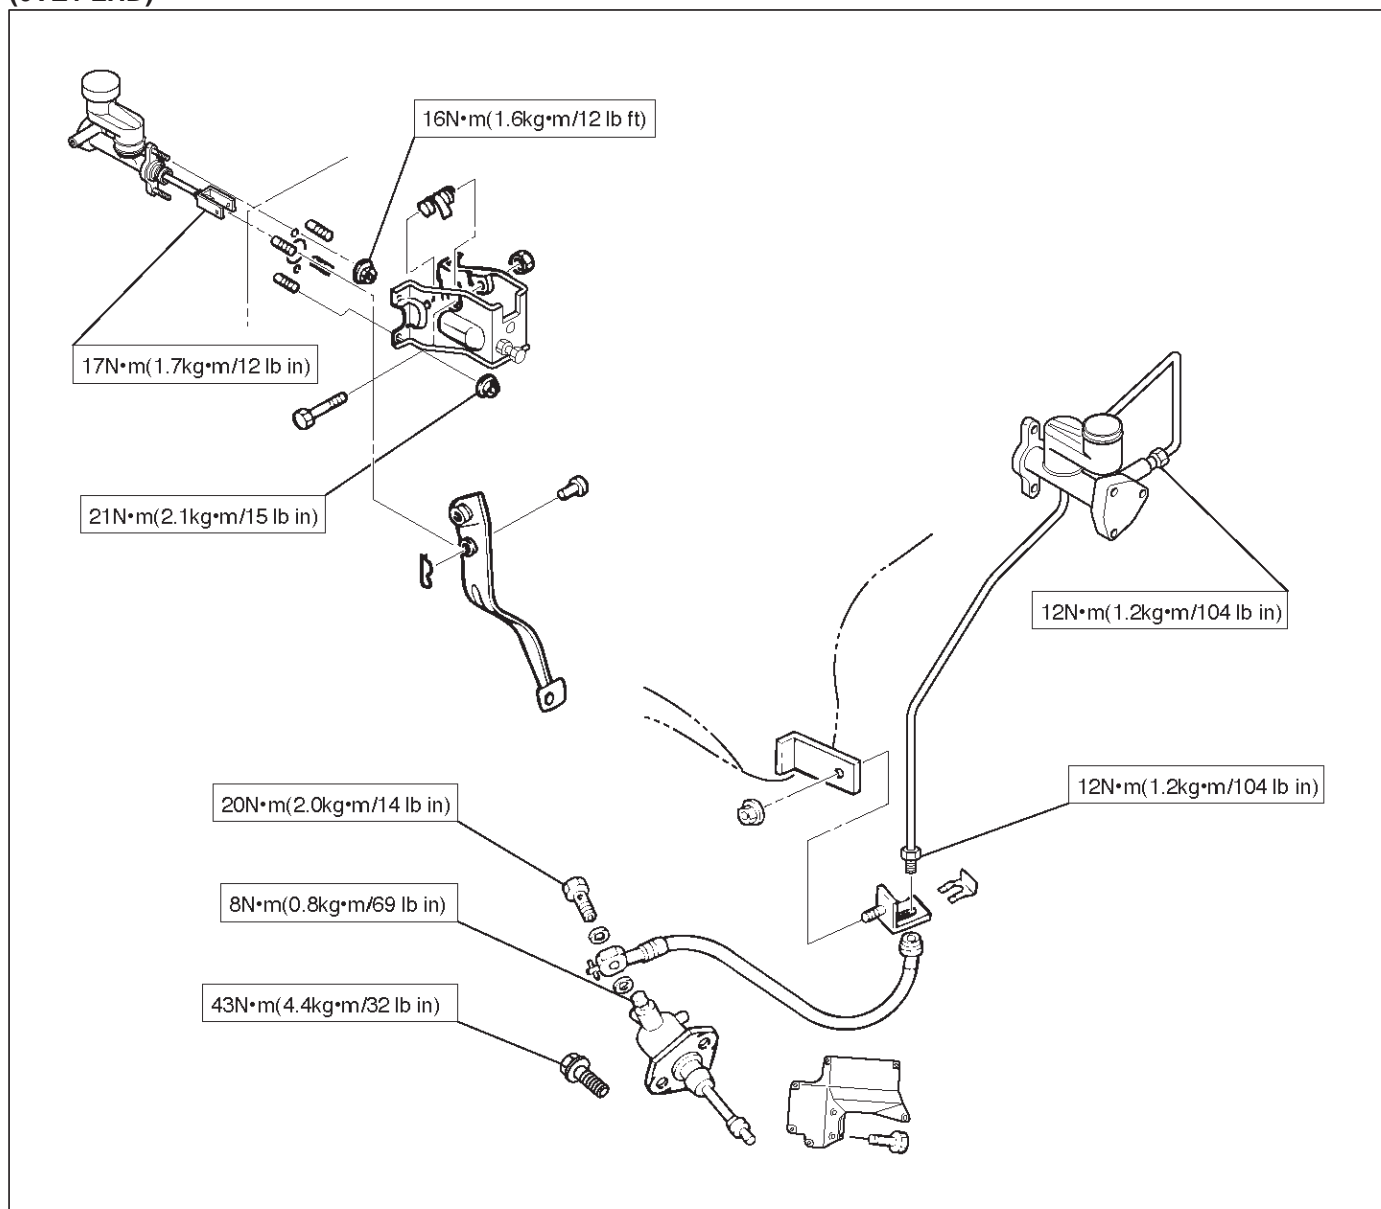 16N•m(1.6kg•m/12 lb ft)
17N•m(1.7kg•m/12 lb in)
21N•m(2.1kg•m/15 lb in)
12N•m(1.2kg•m/104 lb in)
12N•m(1.2kg•m/104 lb in)
20N•m(2.0kg•m/14 lb in)
8N•m(0.8kg•m/69 lb in)
43N•m(4.4kg•m/32 lb in)